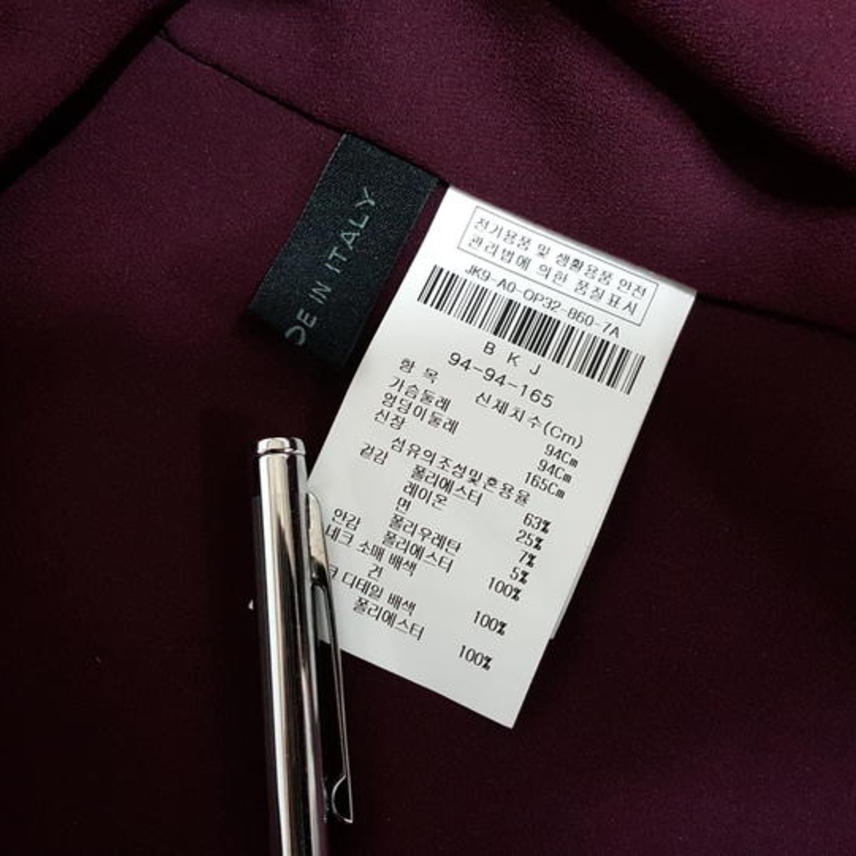 DE IN ITALY
전기용품 및 생활용품 안전
관리법에 의한 품질표시
JK9-A0-OP32-860-7A
B K J
94-94-165
항 목 신체치수(Cm)
가슴둘레 94Cm
엉덩이둘레 94Cm
신장 165Cm
섬유의조성및혼용율
겉감 폴리에스터 63%
레이온 25%
면 7%
폴리우레탄 5%
안감 폴리에스터 100%
네크 소매 배색
견 100%
크 디테일 배색
폴리에스터 100%